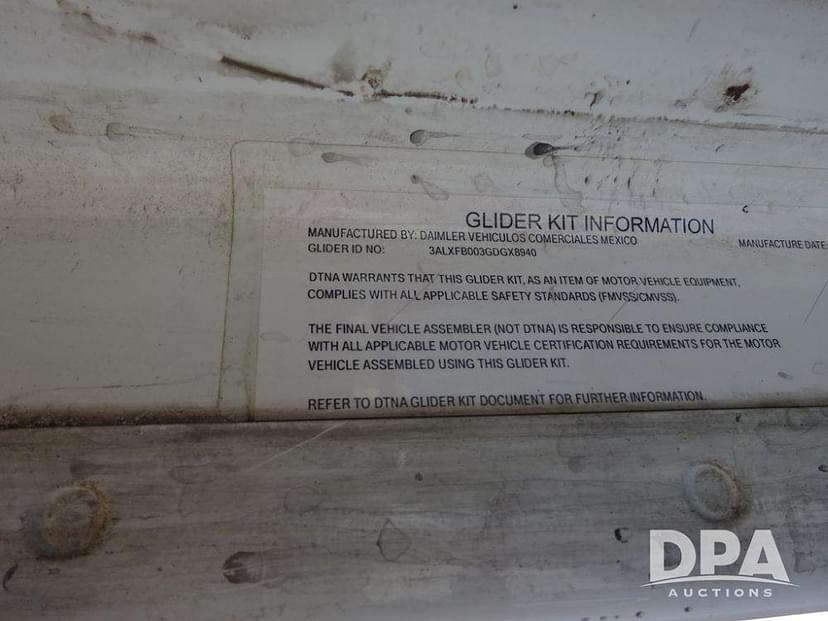 GLIDER KIT INFORMATION
MANUFACTURED BY: DAIMLER VEHICULOS COMERCIALES MEXICO
MANUFACTURE DATE:
GLIDER ID NO: 3ALXFB003GDGX8940
DTNA WARRANTS THAT THIS GLIDER KIT, AS AN ITEM OF MOTOR VEHICLE EQUIPMENT,
COMPLIES WITH ALL APPLICABLE SAFETY STANDARDS (FMVSS/CMVSS).
THE FINAL VEHICLE ASSEMBLER (NOT DTNA) IS RESPONSIBLE TO ENSURE COMPLIANCE
WITH ALL APPLICABLE MOTOR VEHICLE CERTIFICATION REQUIREMENTS FOR THE MOTOR
VEHICLE ASSEMBLED USING THIS GLIDER KIT.
REFER TO DTNA GLIDER KIT DOCUMENT FOR FURTHER INFORMATION.
DPA
AUCTIONS